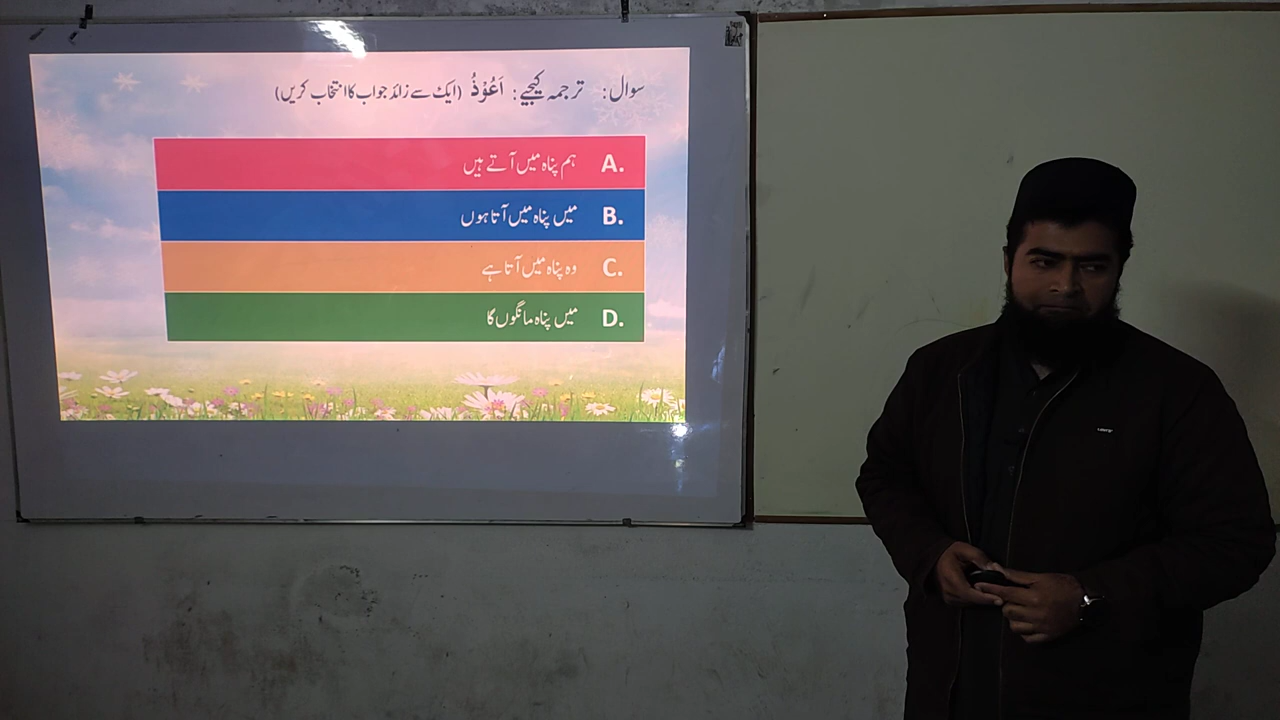 سوال: ترجمہ کیجیے: اَعُوْذُ (ایک سے زائد جواب کا انتخاب کریں)
A. ہم پناہ میں آتے ہیں
B. میں پناہ میں آتا ہوں
C. وہ پناہ میں آتا ہے
D. میں پناہ مانگوں گا